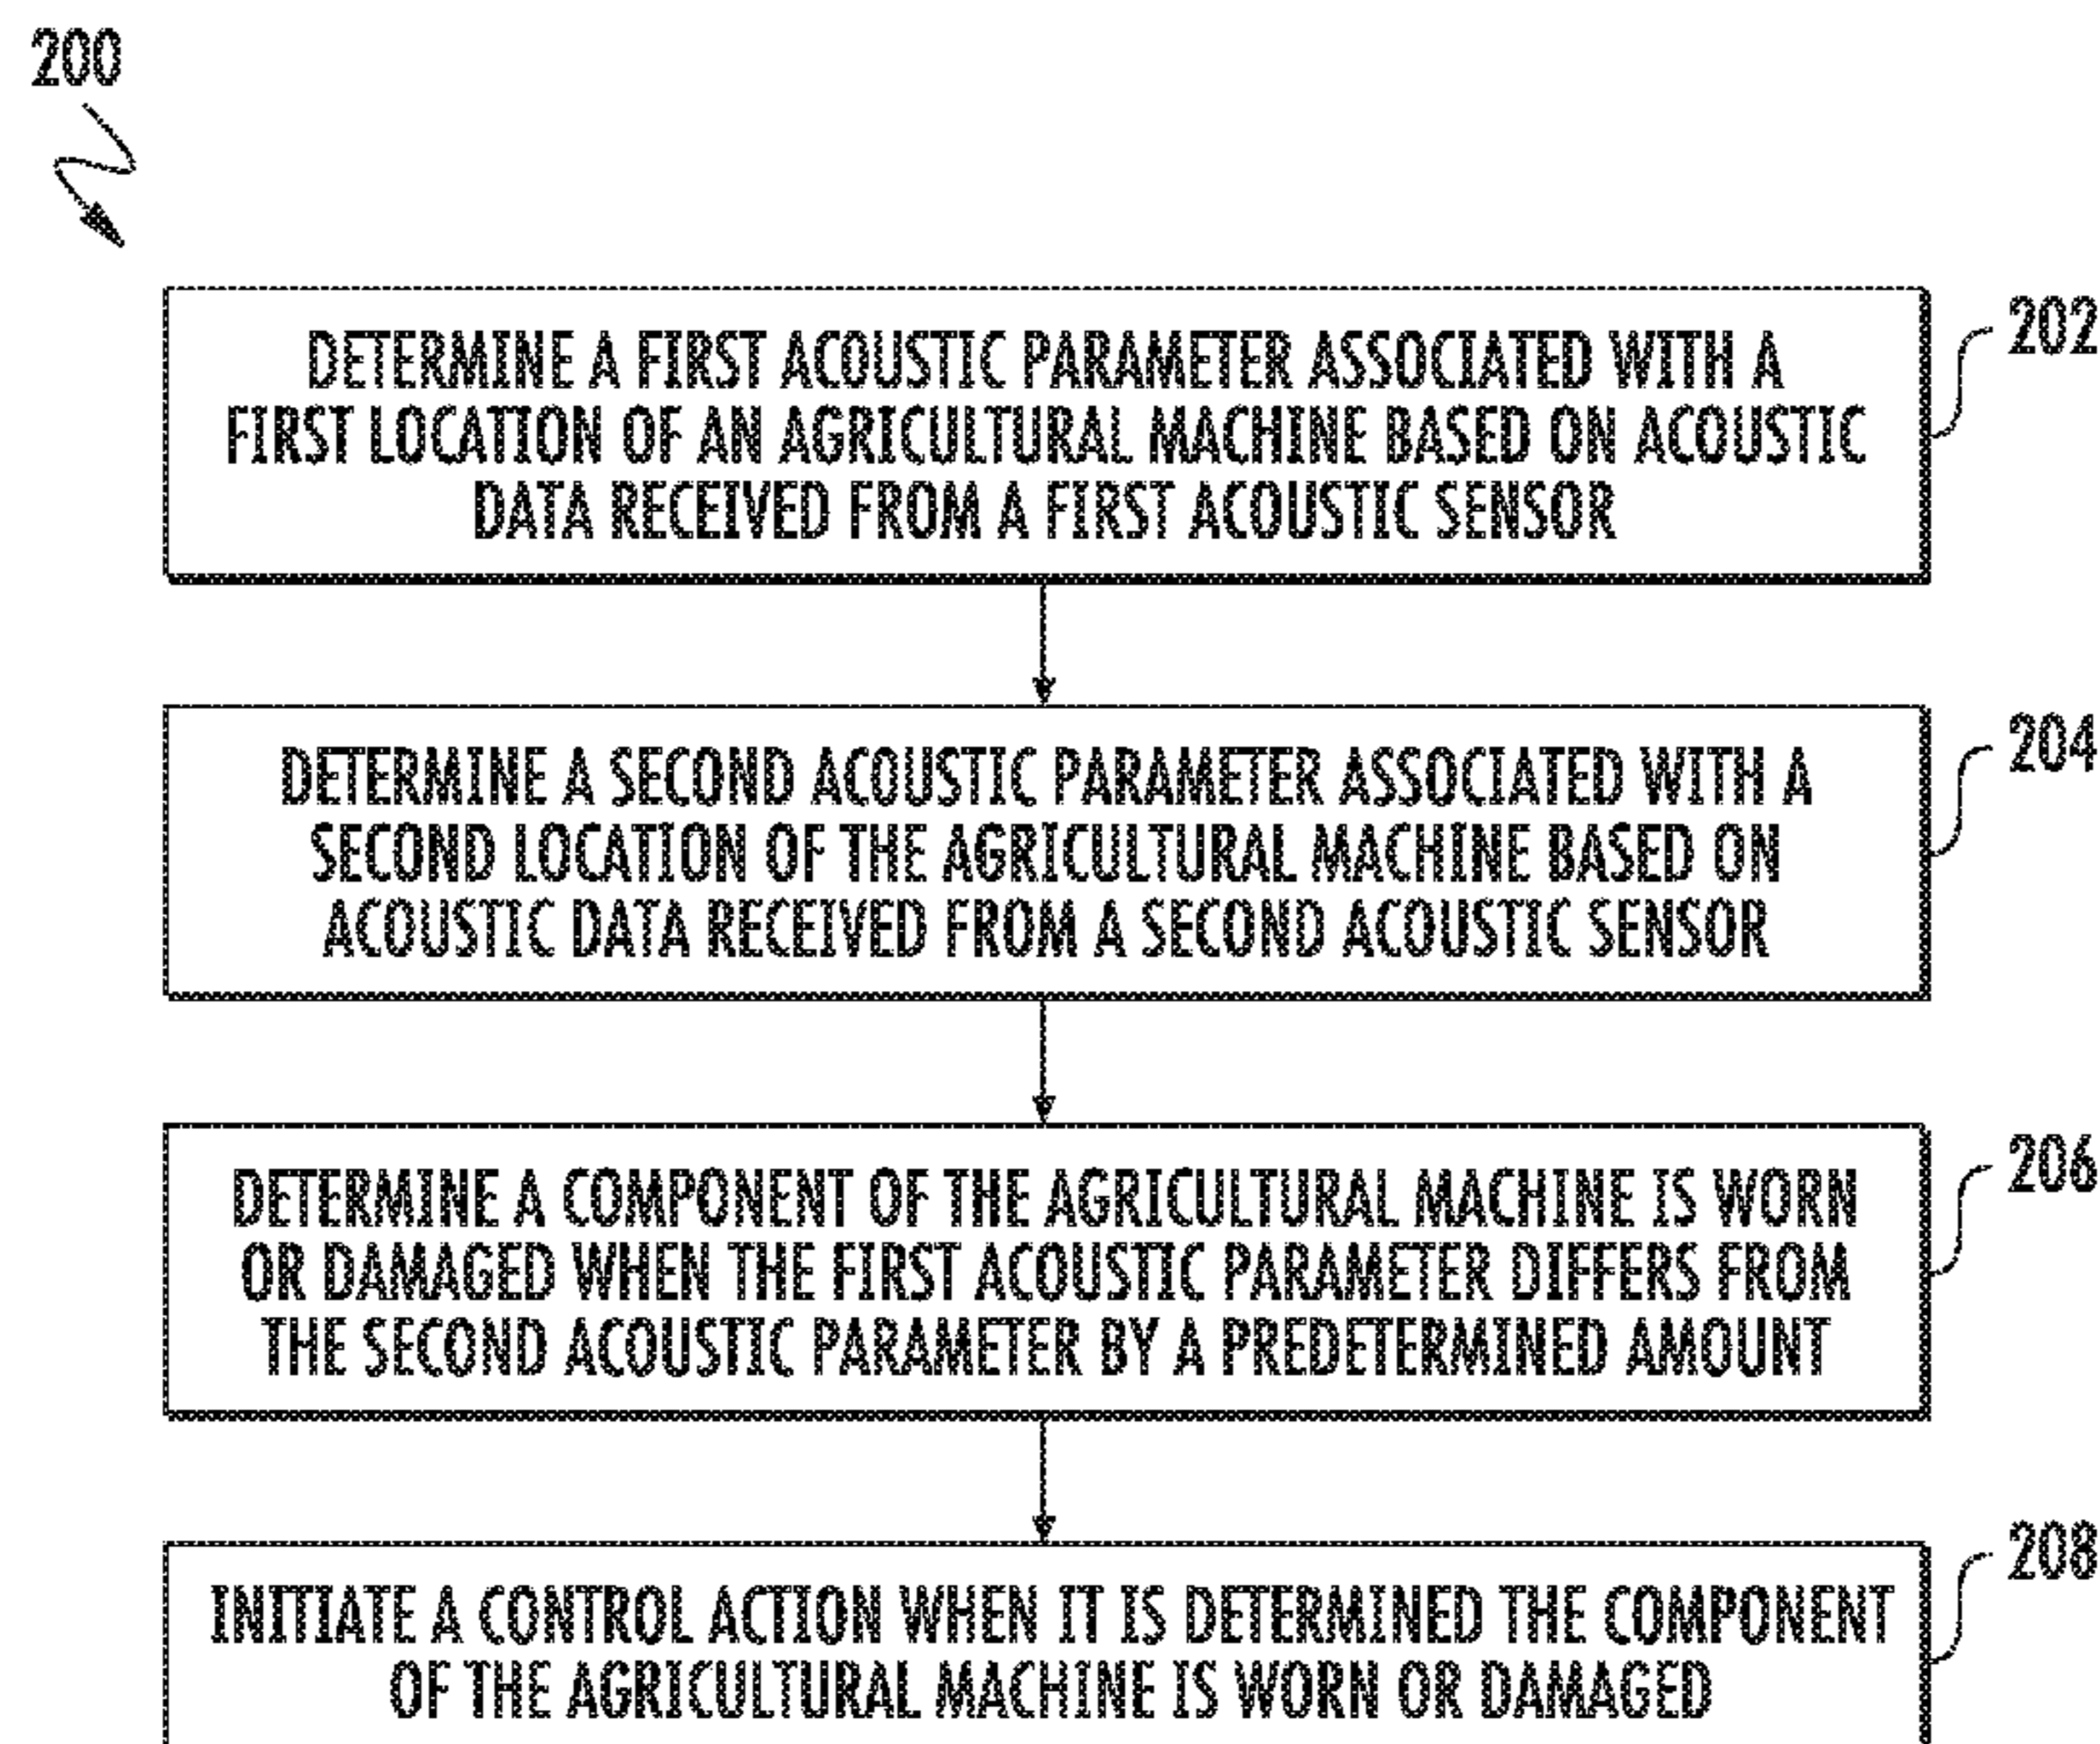 200
DETERMINE A FIRST ACOUSTIC PARAMETER ASSOCIATED WITH A
FIRST LOCATION OF AN AGRICULTURAL MACHINE BASED ON ACOUSTIC
DATA RECEIVED FROM A FIRST ACOUSTIC SENSOR
202
DETERMINE A SECOND ACOUSTIC PARAMETER ASSOCIATED WITH A
SECOND LOCATION OF THE AGRICULTURAL MACHINE BASED ON
ACOUSTIC DATA RECEIVED FROM A SECOND ACOUSTIC SENSOR
204
DETERMINE A COMPONENT OF THE AGRICULTURAL MACHINE IS WORN
OR DAMAGED WHEN THE FIRST ACOUSTIC PARAMETER DIFFERS FROM
THE SECOND ACOUSTIC PARAMETER BY A PREDETERMINED AMOUNT
206
INITIATE A CONTROL ACTION WHEN IT IS DETERMINED THE COMPONENT
OF THE AGRICULTURAL MACHINE IS WORN OR DAMAGED
208